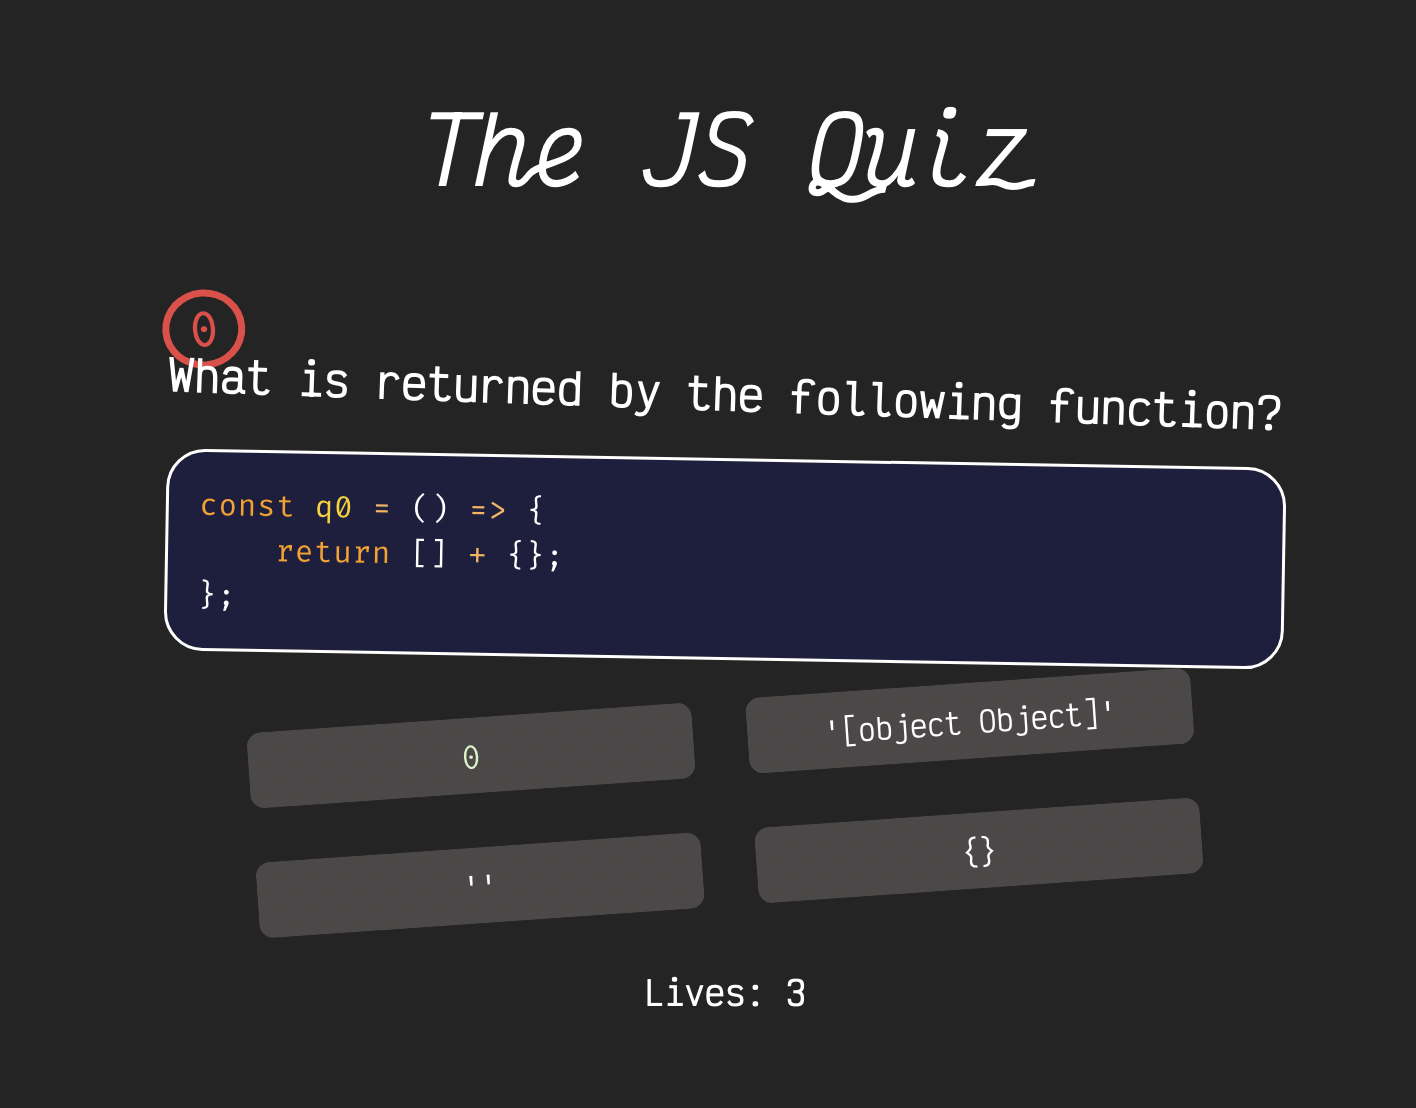 The JS Quiz
0
What is returned by the following function?
const q0 = () => {
    return [] + {};
};
0
'[object Object]'
''
{}
Lives: 3